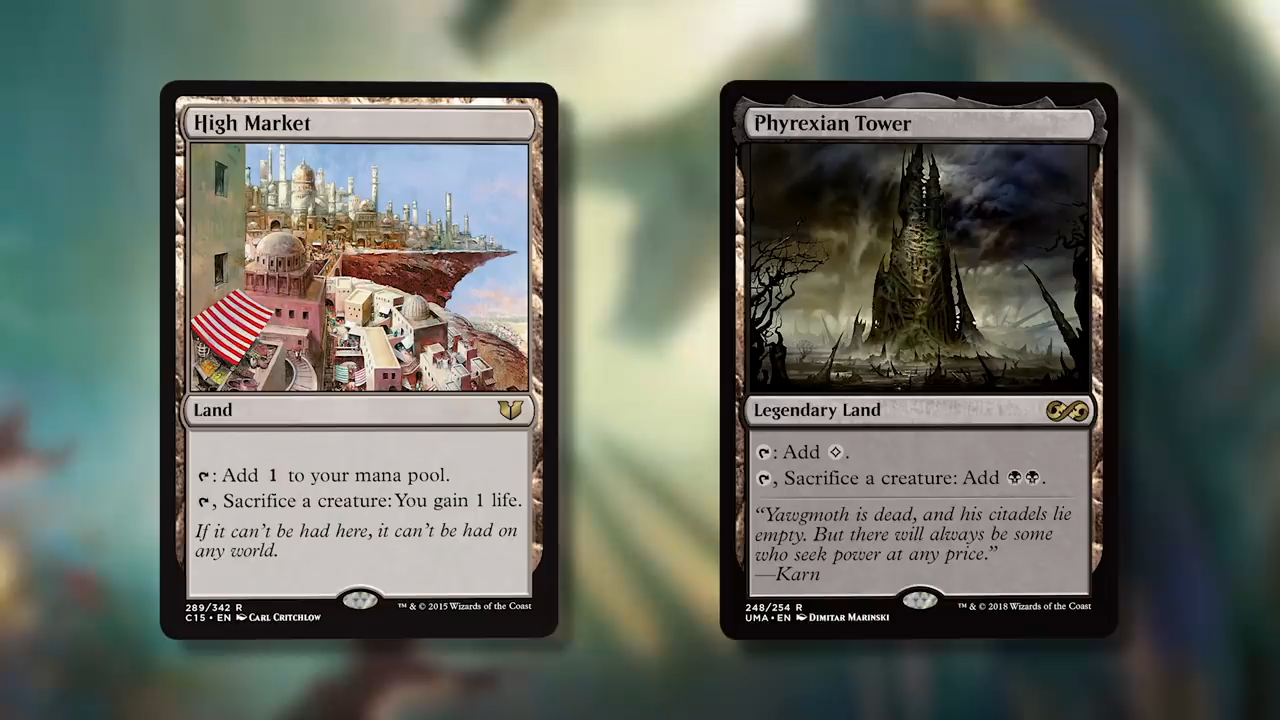 High Market
Land
: Add 1 to your mana pool.
, Sacrifice a creature: You gain 1 life.
If it can't be had here, it can't be had on
any world.
289/342 R
C15 • EN Carl Critchlow
™ & © 2015 Wizards of the Coast
Phyrexian Tower
Legendary Land
: Add .
, Sacrifice a creature: Add .
“Yawgmoth is dead, and his citadels lie
empty. But there will always be some
who seek power at any price.”
—Karn
248/254 R
UMA • EN Dimitar Marinski
™ & © 2018 Wizards of the Coast